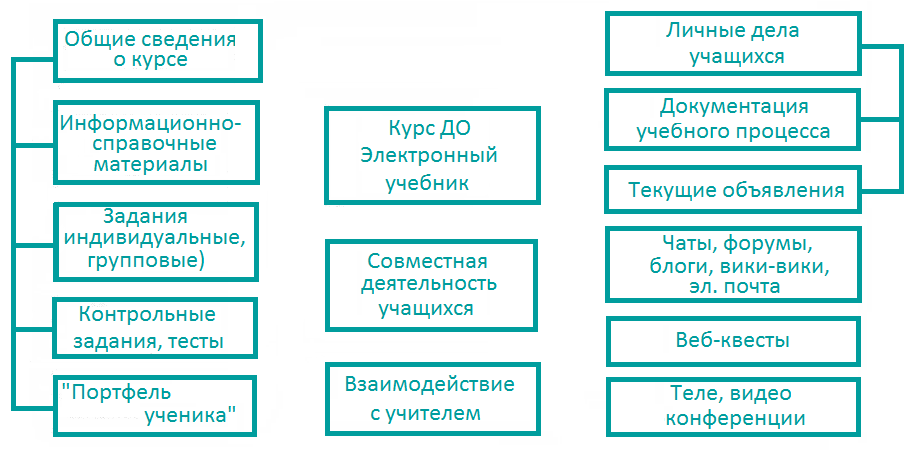 Общие сведения
о курсе
Информационно-
справочные
материалы
Задания
индивидуальные,
групповые)
Контрольные
задания, тесты
"Портфель
ученика"
Курс ДО
Электронный
учебник
Совместная
деятельность
учащихся
Взаимодействие
с учителем
Личные дела
учащихся
Документация
учебного процесса
Текущие объявления
Чаты, форумы,
блоги, вики-вики,
эл. почта
Веб-квесты
Теле, видео
конференции